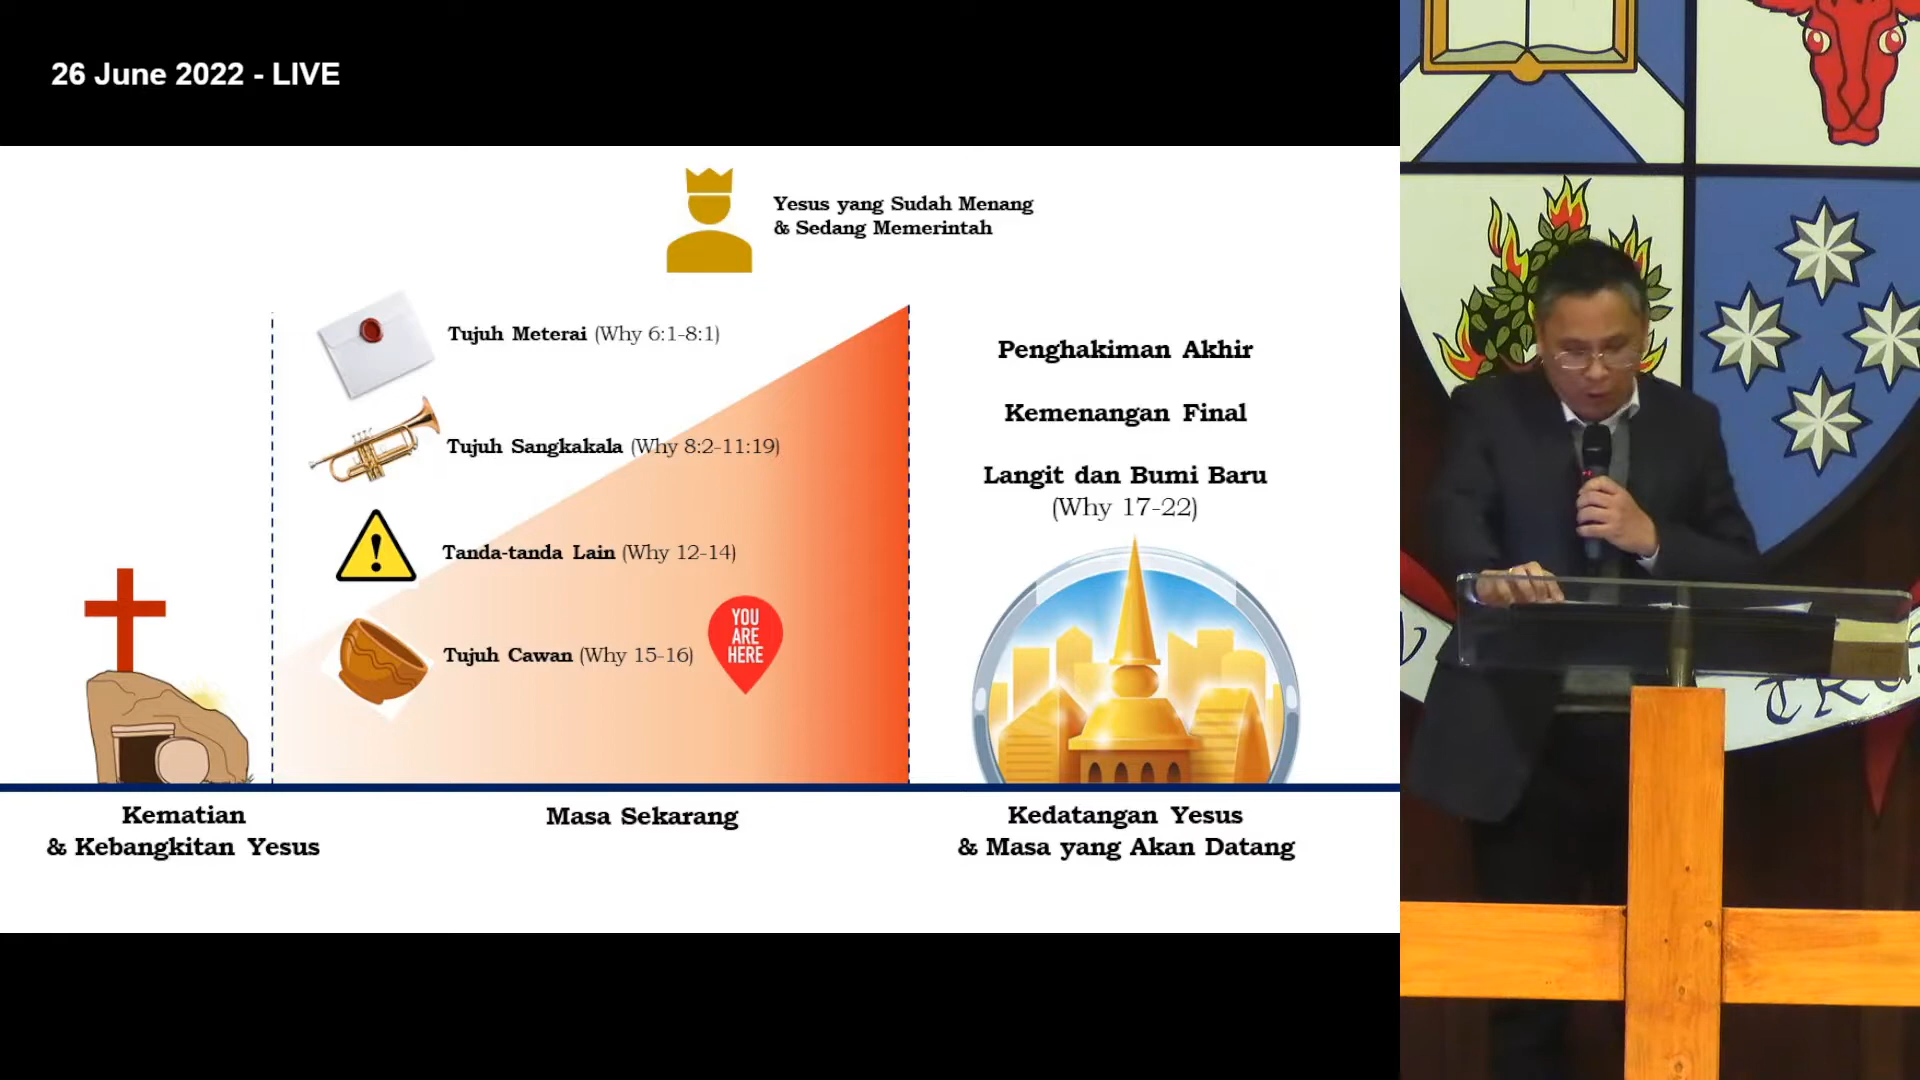 26 June 2022 - LIVE
Yesus yang Sudah Menang
& Sedang Memerintah
Tujuh Meterai (Why 6:1-8:1)
Tujuh Sangkakala (Why 8:2-11:19)
Tanda-tanda Lain (Why 12-14)
Tujuh Cawan (Why 15-16)
YOU
ARE
HERE
Penghakiman Akhir
Kemenangan Final
Langit dan Bumi Baru
(Why 17-22)
Kematian
& Kebangkitan Yesus
Masa Sekarang
Kedatangan Yesus
& Masa yang Akan Datang